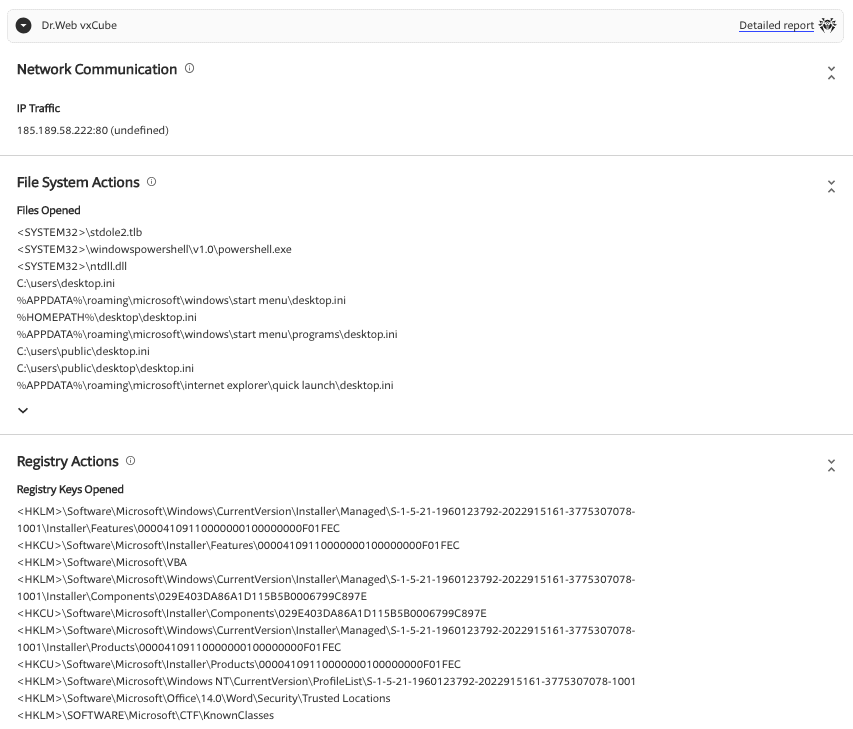 Dr.Web vxCube
Detailed report
Network Communication
IP Traffic
185.189.58.222:80 (undefined)
File System Actions
Files Opened
<SYSTEM32>\stdole2.tlb
<SYSTEM32>\windowspowershell\v1.0\powershell.exe
<SYSTEM32>\ntdll.dll
C:\users\desktop.ini
%APPDATA%\roaming\microsoft\windows\start menu\desktop.ini
%HOMEPATH%\desktop\desktop.ini
%APPDATA%\roaming\microsoft\windows\start menu\programs\desktop.ini
C:\users\public\desktop.ini
C:\users\public\desktop\desktop.ini
%APPDATA%\roaming\microsoft\internet explorer\quick launch\desktop.ini
Registry Actions
Registry Keys Opened
<HKLM>\Software\Microsoft\Windows\CurrentVersion\Installer\Managed\S-1-5-21-1960123792-2022915161-3775307078-
1001\Installer\Features\00004109110000000100000000F01FEC
<HKCU>\Software\Microsoft\Installer\Features\00004109110000000100000000F01FEC
<HKLM>\Software\Microsoft\VBA
<HKLM>\Software\Microsoft\Windows\CurrentVersion\Installer\Managed\S-1-5-21-1960123792-2022915161-3775307078-
1001\Installer\Components\029E403DA86A1D115B5B0006799C897E
<HKCU>\Software\Microsoft\Installer\Components\029E403DA86A1D115B5B0006799C897E
<HKLM>\Software\Microsoft\Windows\CurrentVersion\Installer\Managed\S-1-5-21-1960123792-2022915161-3775307078-
1001\Installer\Products\00004109110000000100000000F01FEC
<HKCU>\Software\Microsoft\Installer\Products\00004109110000000100000000F01FEC
<HKLM>\Software\Microsoft\Windows NT\CurrentVersion\ProfileList\S-1-5-21-1960123792-2022915161-3775307078-1001
<HKLM>\Software\Microsoft\Office\14.0\Word\Security\Trusted Locations
<HKLM>\SOFTWARE\Microsoft\CTF\KnownClasses